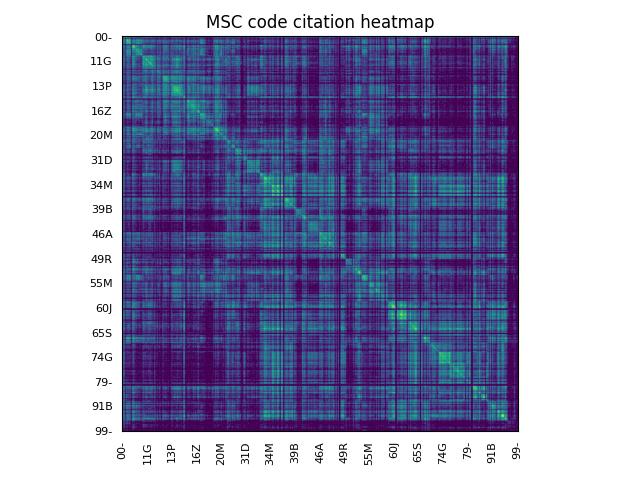 MSC code citation heatmap
00-
11G
13P
16Z
20M
31D
34M
39B
46A
49R
55M
60J
65S
74G
79-
91B
99-
00-
11G
13P
16Z
20M
31D
34M
39B
46A
49R
55M
60J
65S
74G
79-
91B
99-